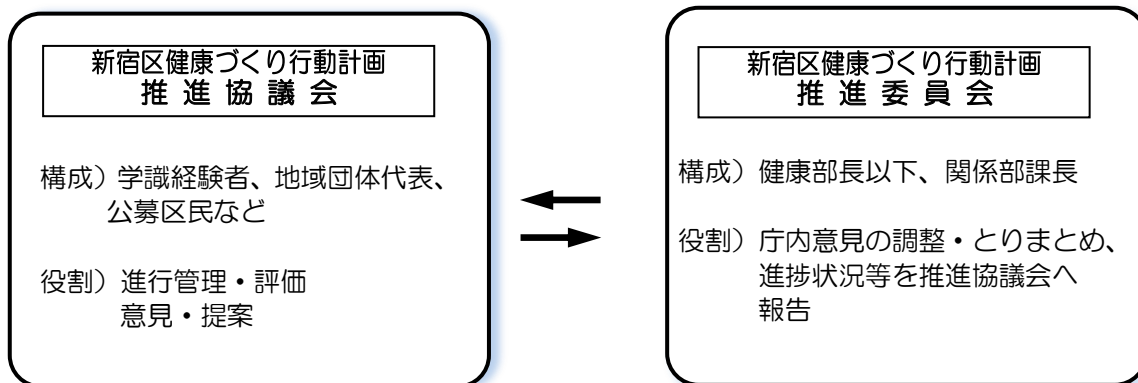 新宿区健康づくり行動計画
推進協議会
構成）学識経験者、地域団体代表、
公募区民など
役割）進行管理・評価
意見・提案
新宿区健康づくり行動計画
推進委員会
構成）健康部長以下、関係部課長
役割）庁内意見の調整・とりまとめ、
進捗状況等を推進協議会へ
報告